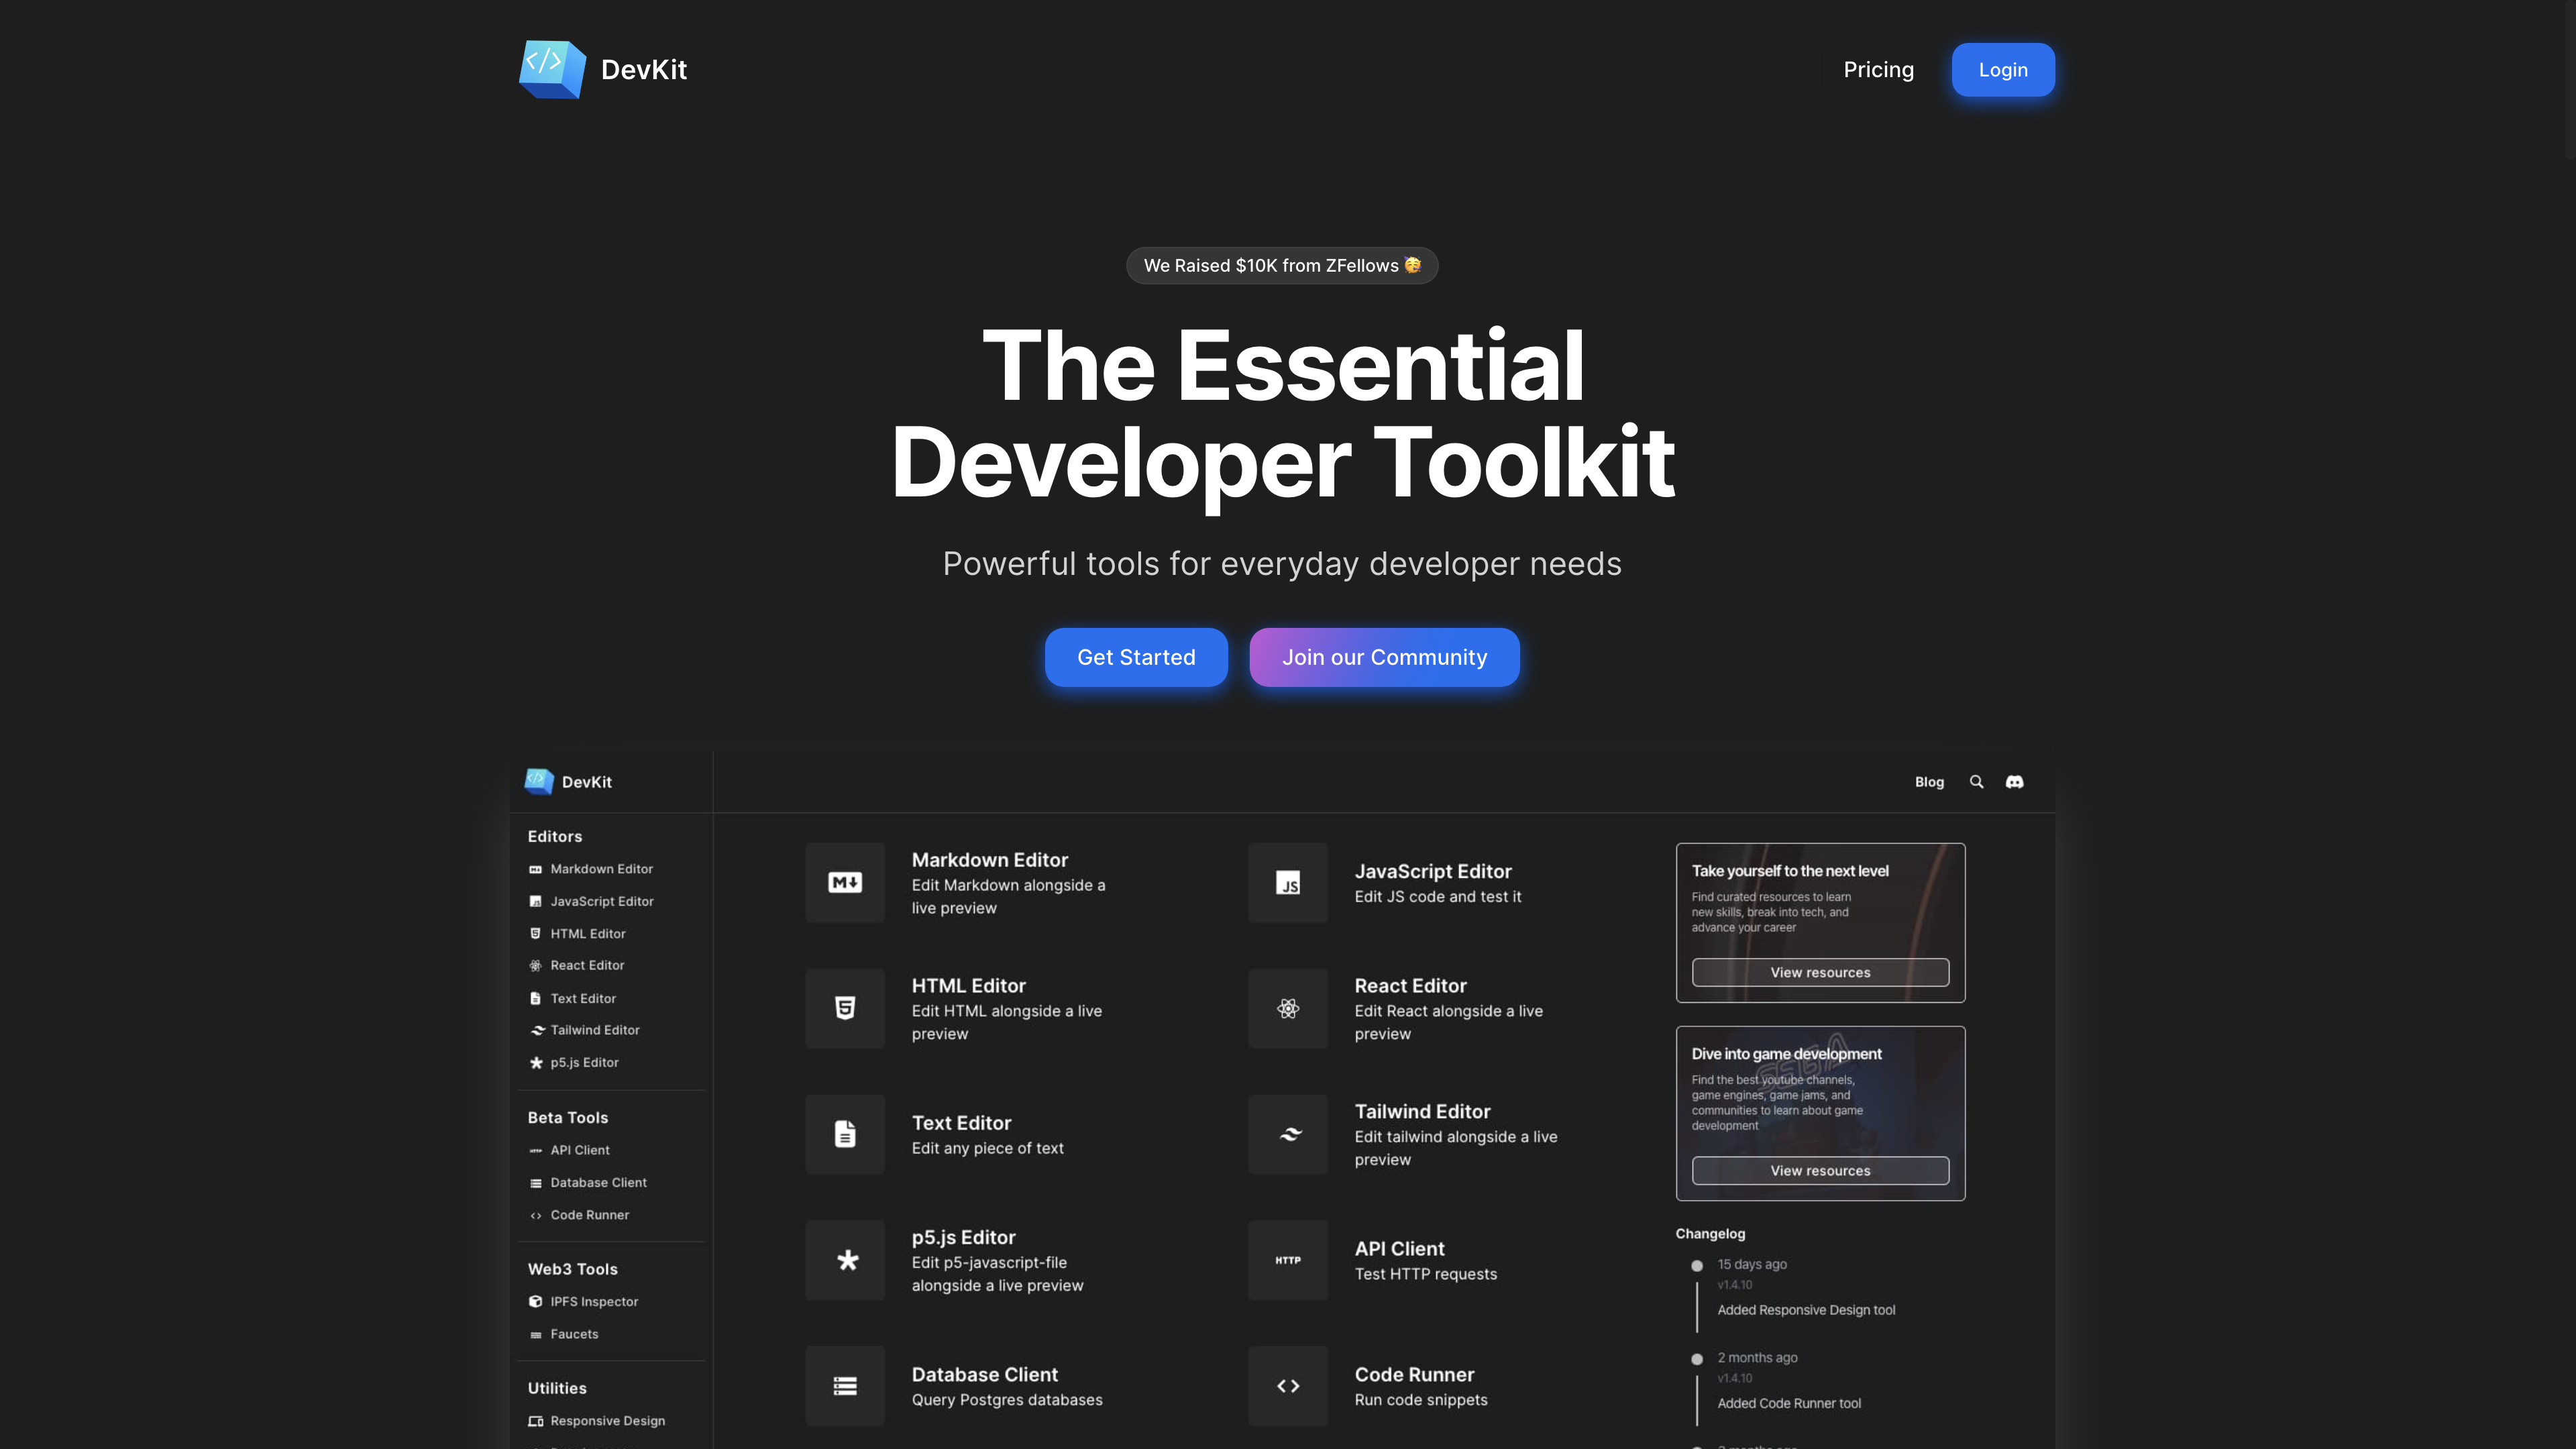 </>
DevKit
Pricing
Login
We Raised $10K from ZFellows 🥳
The Essential
Developer Toolkit
Powerful tools for everyday developer needs
Get Started
Join our Community
</>
DevKit
Blog
Editors
Markdown Editor
JavaScript Editor
HTML Editor
React Editor
Text Editor
Tailwind Editor
p5.js Editor
Beta Tools
API Client
Database Client
Code Runner
Web3 Tools
IPFS Inspector
Faucets
Utilities
Responsive Design
M
Markdown Editor
Edit Markdown alongside a
live preview
JS
JavaScript Editor
Edit JS code and test it
5
HTML Editor
Edit HTML alongside a live
preview
React Editor
Edit React alongside a live
preview
Text Editor
Edit any piece of text
Tailwind Editor
Edit tailwind alongside a live
preview
p5.js Editor
Edit p5-javascript-file
alongside a live preview
HTTP
API Client
Test HTTP requests
Database Client
Query Postgres databases
Code Runner
Run code snippets
Take yourself to the next level
Find curated resources to learn
new skills, break into tech, and
advance your career
View resources
SEGA
Dive into game development
Find the best youtube channels,
game engines, game jams, and
communities to learn about game
development
View resources
Changelog
15 days ago
v1.4.10
Added Responsive Design tool
2 months ago
v1.4.10
Added Code Runner tool